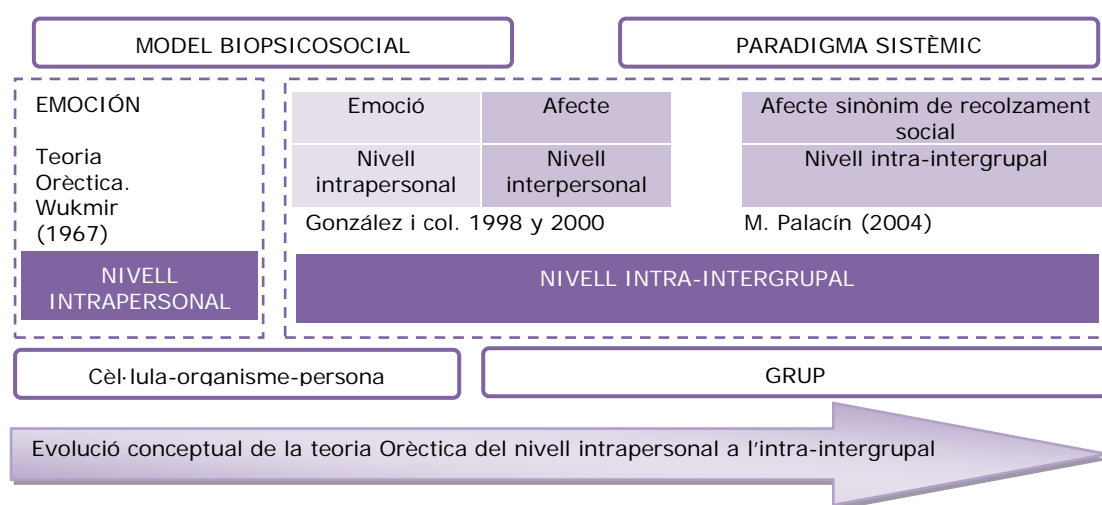 MODEL BIOPSICOSOCIAL
PARADIGMA SISTÈMIC
EMOCIÓN
Teoria
Orèctica.
Wukmir
(1967)
NIVELL
INTRAPERSONAL
Emoció
Afecte
Nivell
intrapersonal
Nivell
interpersonal
González i col. 1998 y 2000
Afecte sinònim de recolzament
social
Nivell intra-intergrupal
M. Palacín (2004)
NIVELL INTRA-INTERGRUPAL
Cèl·lula-organisme-persona
GRUP
Evolució conceptual de la teoria Orèctica del nivell intrapersonal a l'intra-intergrupal